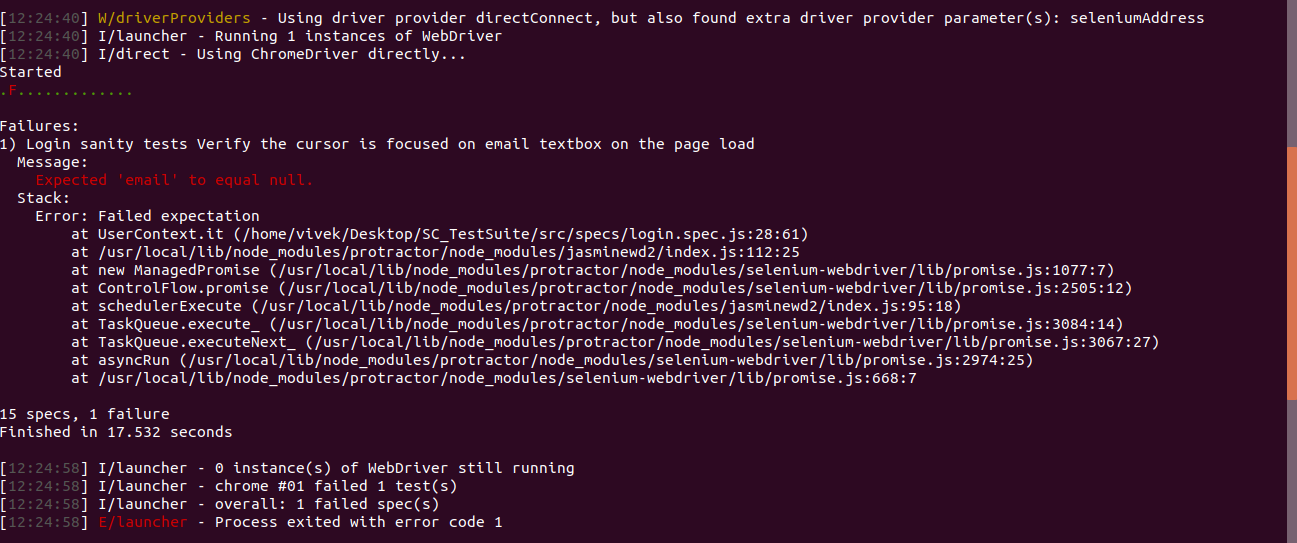 [12:24:40] W/driverProviders - Using driver provider directConnect, but also found extra driver provider parameter(s): seleniumAddress
[12:24:40] I/launcher - Running 1 instances of WebDriver
[12:24:40] I/direct - Using ChromeDriver directly...
Started
.F.............
Failures:
1) Login sanity tests Verify the cursor is focused on email textbox on the page load
Message:
Expected 'email' to equal null.
Stack:
Error: Failed expectation
at UserContext.it (/home/vivek/Desktop/SC_TestSuite/src/specs/login.spec.js:28:61)
at /usr/local/lib/node_modules/protractor/node_modules/jasminewd2/index.js:112:25
at new ManagedPromise (/usr/local/lib/node_modules/protractor/node_modules/selenium-webdriver/lib/promise.js:1077:7)
at ControlFlow.promise (/usr/local/lib/node_modules/protractor/node_modules/selenium-webdriver/lib/promise.js:2505:12)
at schedulerExecute (/usr/local/lib/node_modules/protractor/node_modules/jasminewd2/index.js:95:18)
at TaskQueue.execute_ (/usr/local/lib/node_modules/protractor/node_modules/selenium-webdriver/lib/promise.js:3084:14)
at TaskQueue.executeNext_ (/usr/local/lib/node_modules/protractor/node_modules/selenium-webdriver/lib/promise.js:3067:27)
at asyncRun (/usr/local/lib/node_modules/protractor/node_modules/selenium-webdriver/lib/promise.js:2974:25)
at /usr/local/lib/node_modules/protractor/node_modules/selenium-webdriver/lib/promise.js:668:7
15 specs, 1 failure
Finished in 17.532 seconds
[12:24:58] I/launcher - 0 instance(s) of WebDriver still running
[12:24:58] I/launcher - chrome #01 failed 1 test(s)
[12:24:58] I/launcher - overall: 1 failed spec(s)
[12:24:58] E/launcher - Process exited with error code 1